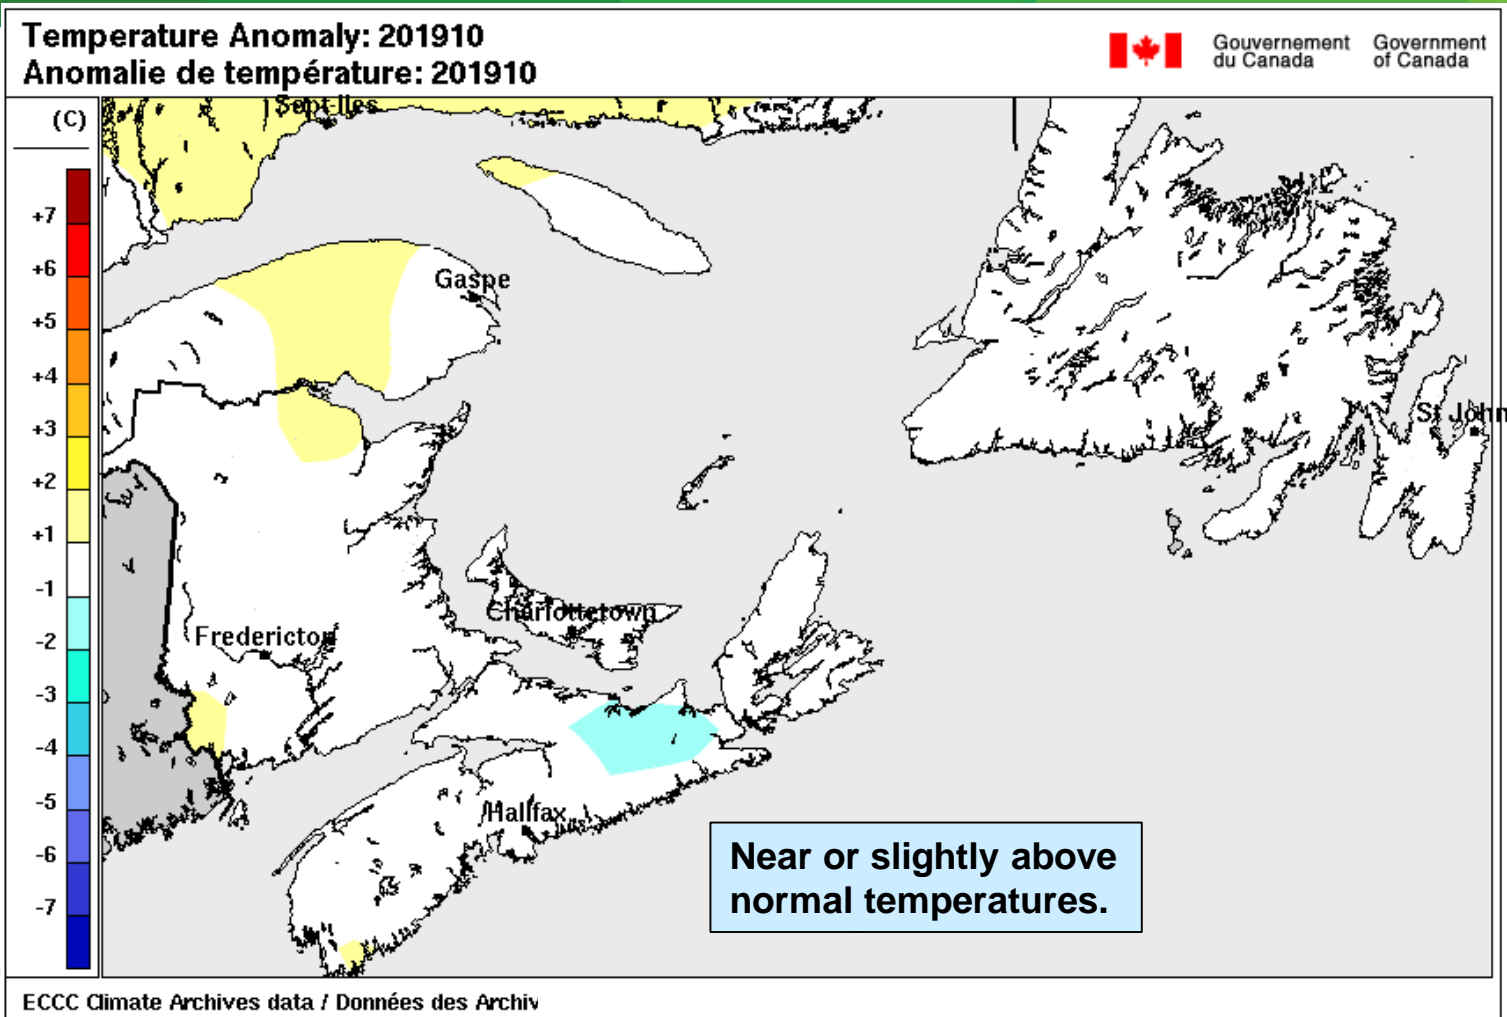 Temperature Anomaly: 201910
Anomalie de température: 201910
Gouvernement du Canada
Government of Canada
(C)
+7
+6
+5
+4
+3
+2
+1
-1
-2
-3
-4
-5
-6
-7
Sept-Iles
Gaspe
St John
Charlottetown
Fredericton
Halifax
Near or slightly above
normal temperatures.
ECCC Climate Archives data / Données des Archiv